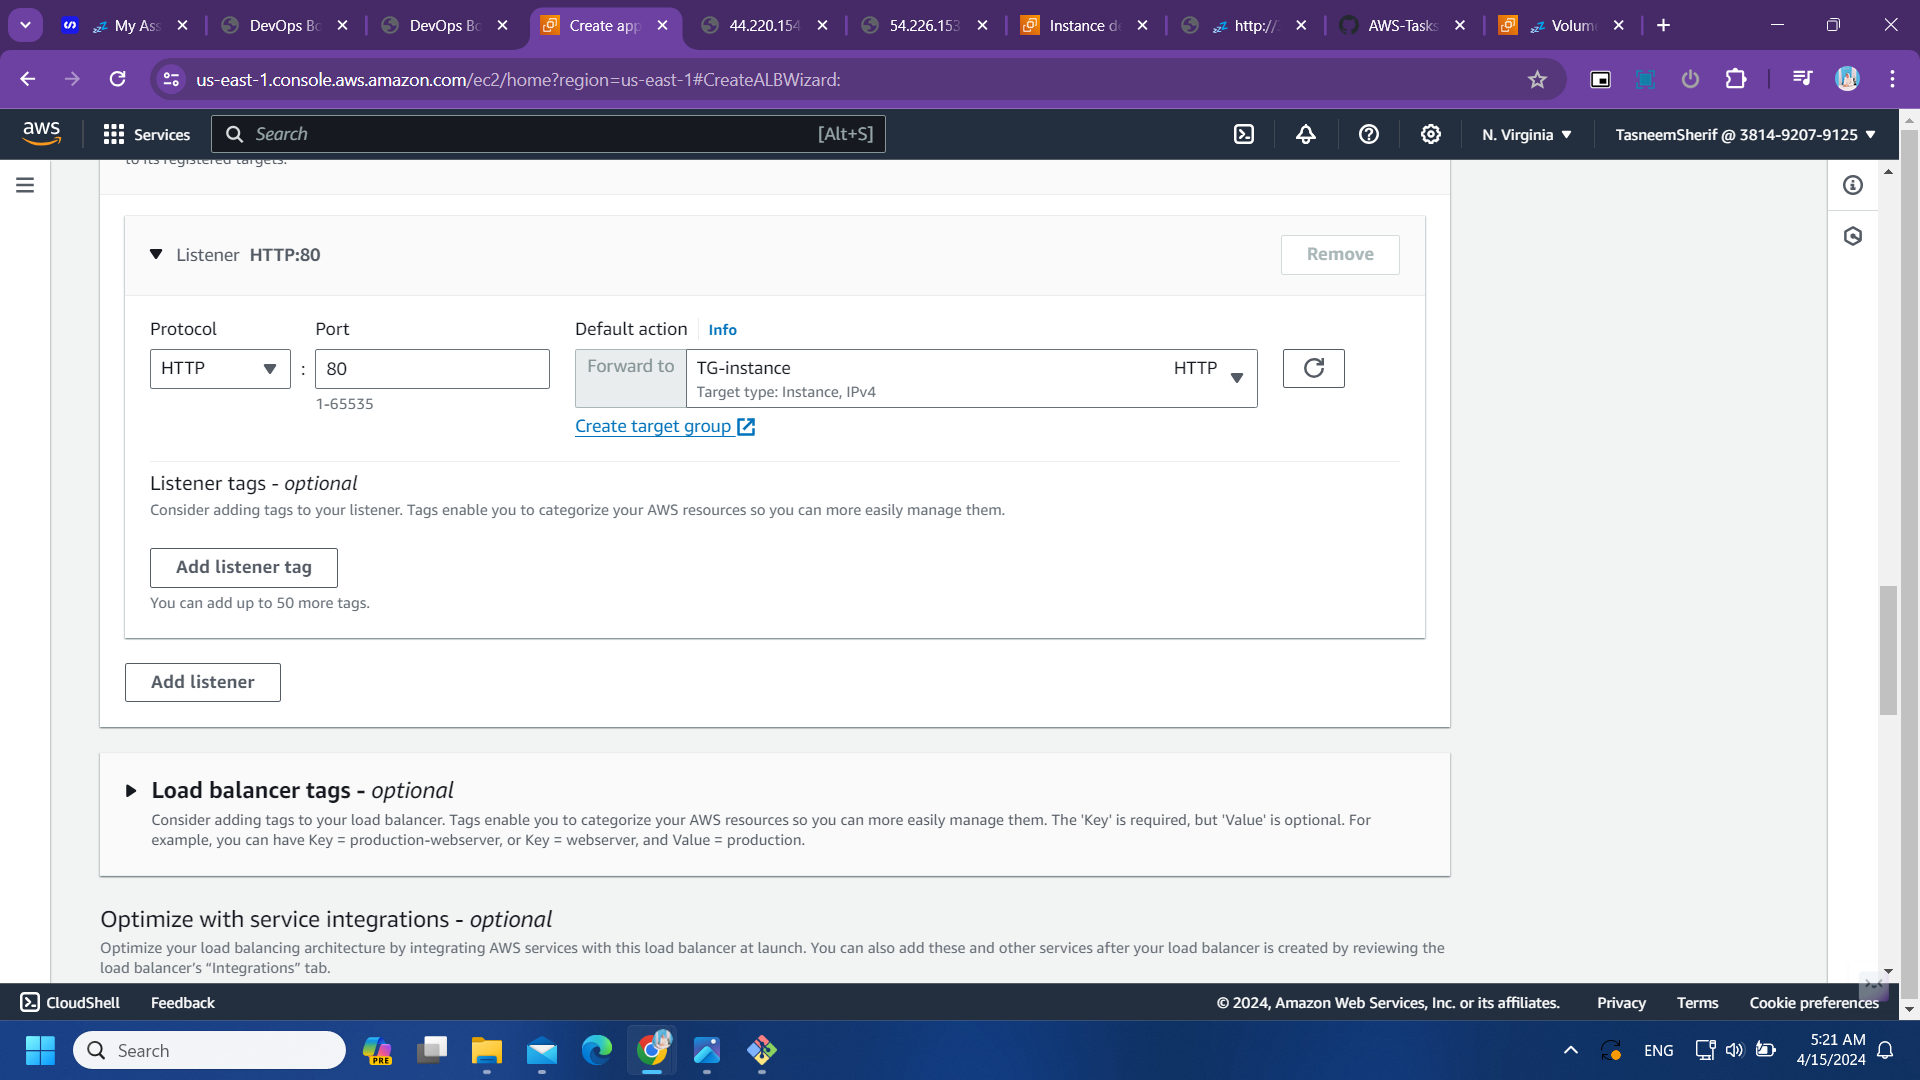 My Ass
DevOps Bo
DevOps Bo
Create app
44.220.154
54.226.153
Instance de
http://
AWS-Tasks
Volum
us-east-1.console.aws.amazon.com/ec2/home?region=us-east-1#CreateALBWizard:
aws
Services
Search
[Alt+S]
N. Virginia
TasneemSherif @ 3814-9207-9125
to its registered targets.
Listener HTTP:80
Remove
Protocol
Port
Default action
Info
HTTP
:
80
Forward to
TG-instance
HTTP
Target type: Instance, IPv4
1-65535
Create target group
Listener tags - optional
Consider adding tags to your listener. Tags enable you to categorize your AWS resources so you can more easily manage them.
Add listener tag
You can add up to 50 more tags.
Add listener
Load balancer tags - optional
Consider adding tags to your load balancer. Tags enable you to categorize your AWS resources so you can more easily manage them. The 'Key' is required, but 'Value' is optional. For
example, you can have Key = production-webserver, or Key = webserver, and Value = production.
Optimize with service integrations - optional
Optimize your load balancing architecture by integrating AWS services with this load balancer at launch. You can also add these and other services after your load balancer is created by reviewing the
load balancer's “Integrations” tab.
CloudShell
Feedback
© 2024, Amazon Web Services, Inc. or its affiliates.
Privacy
Terms
Cookie preferences
Search
PRE
ENG
5:21 AM
4/15/2024